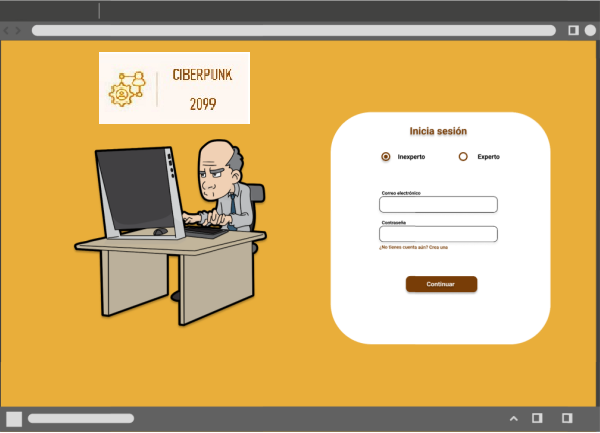 CIBERPUNK
2099
Inicia sesión
Inexperto
Experto
Correo electrónico
Contraseña
¿No tienes cuenta aún? Crea una
Continuar